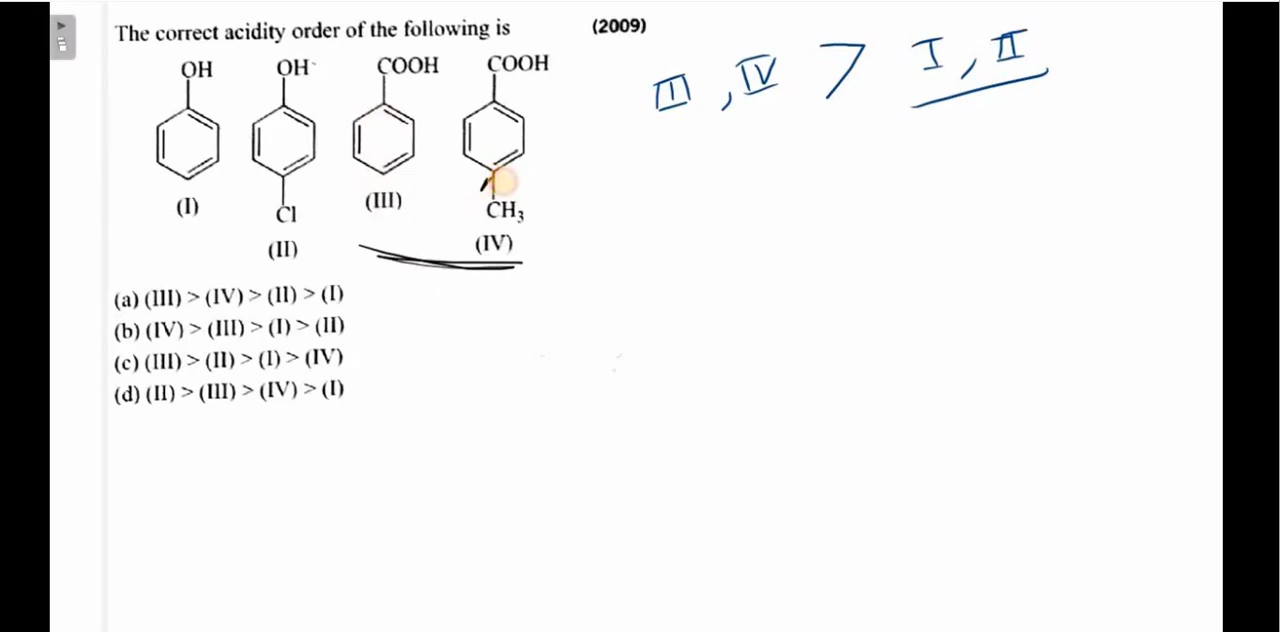 The correct acidity order of the following is (2009)
III, IV > I, II
OH OH COOH COOH
Cl CH3
(I) (II) (III) (IV)
(a) (III) > (IV) > (II) > (I)
(b) (IV) > (III) > (I) > (II)
(c) (III) > (II) > (I) > (IV)
(d) (II) > (III) > (IV) > (I)